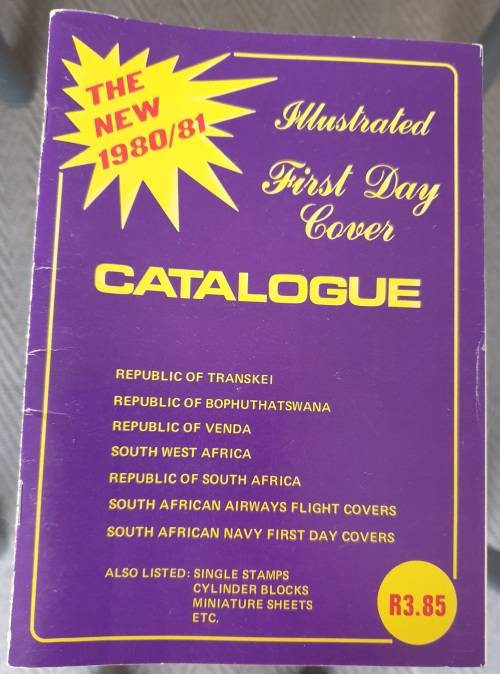 THE
NEW
1980/81
Illustrated
First Day
Cover
CATALOGUE
REPUBLIC OF TRANSKEI
REPUBLIC OF BOPHUTHATSWANA
REPUBLIC OF VENDA
SOUTH WEST AFRICA
REPUBLIC OF SOUTH AFRICA
SOUTH AFRICAN AIRWAYS FLIGHT COVERS
SOUTH AFRICAN NAVY FIRST DAY COVERS
ALSO LISTED: SINGLE STAMPS
CYLINDER BLOCKS
MINIATURE SHEETS
ETC.
R3.85